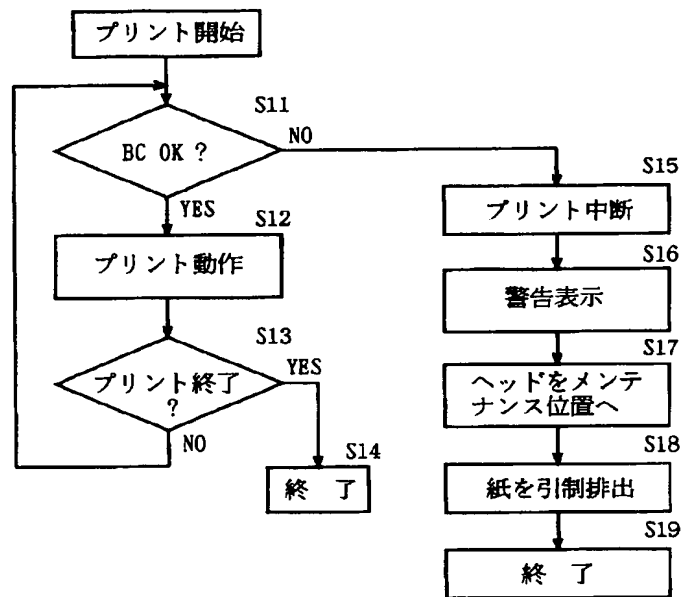 プリント開始
S11
BC OK ?
NO
YES
S12
プリント動作
S13
プリント終了
?
YES
NO
S14
終 了
S15
プリント中断
S16
警告表示
S17
ヘッドをメンテ
ナンス位置へ
S18
紙を引制排出
S19
終 了